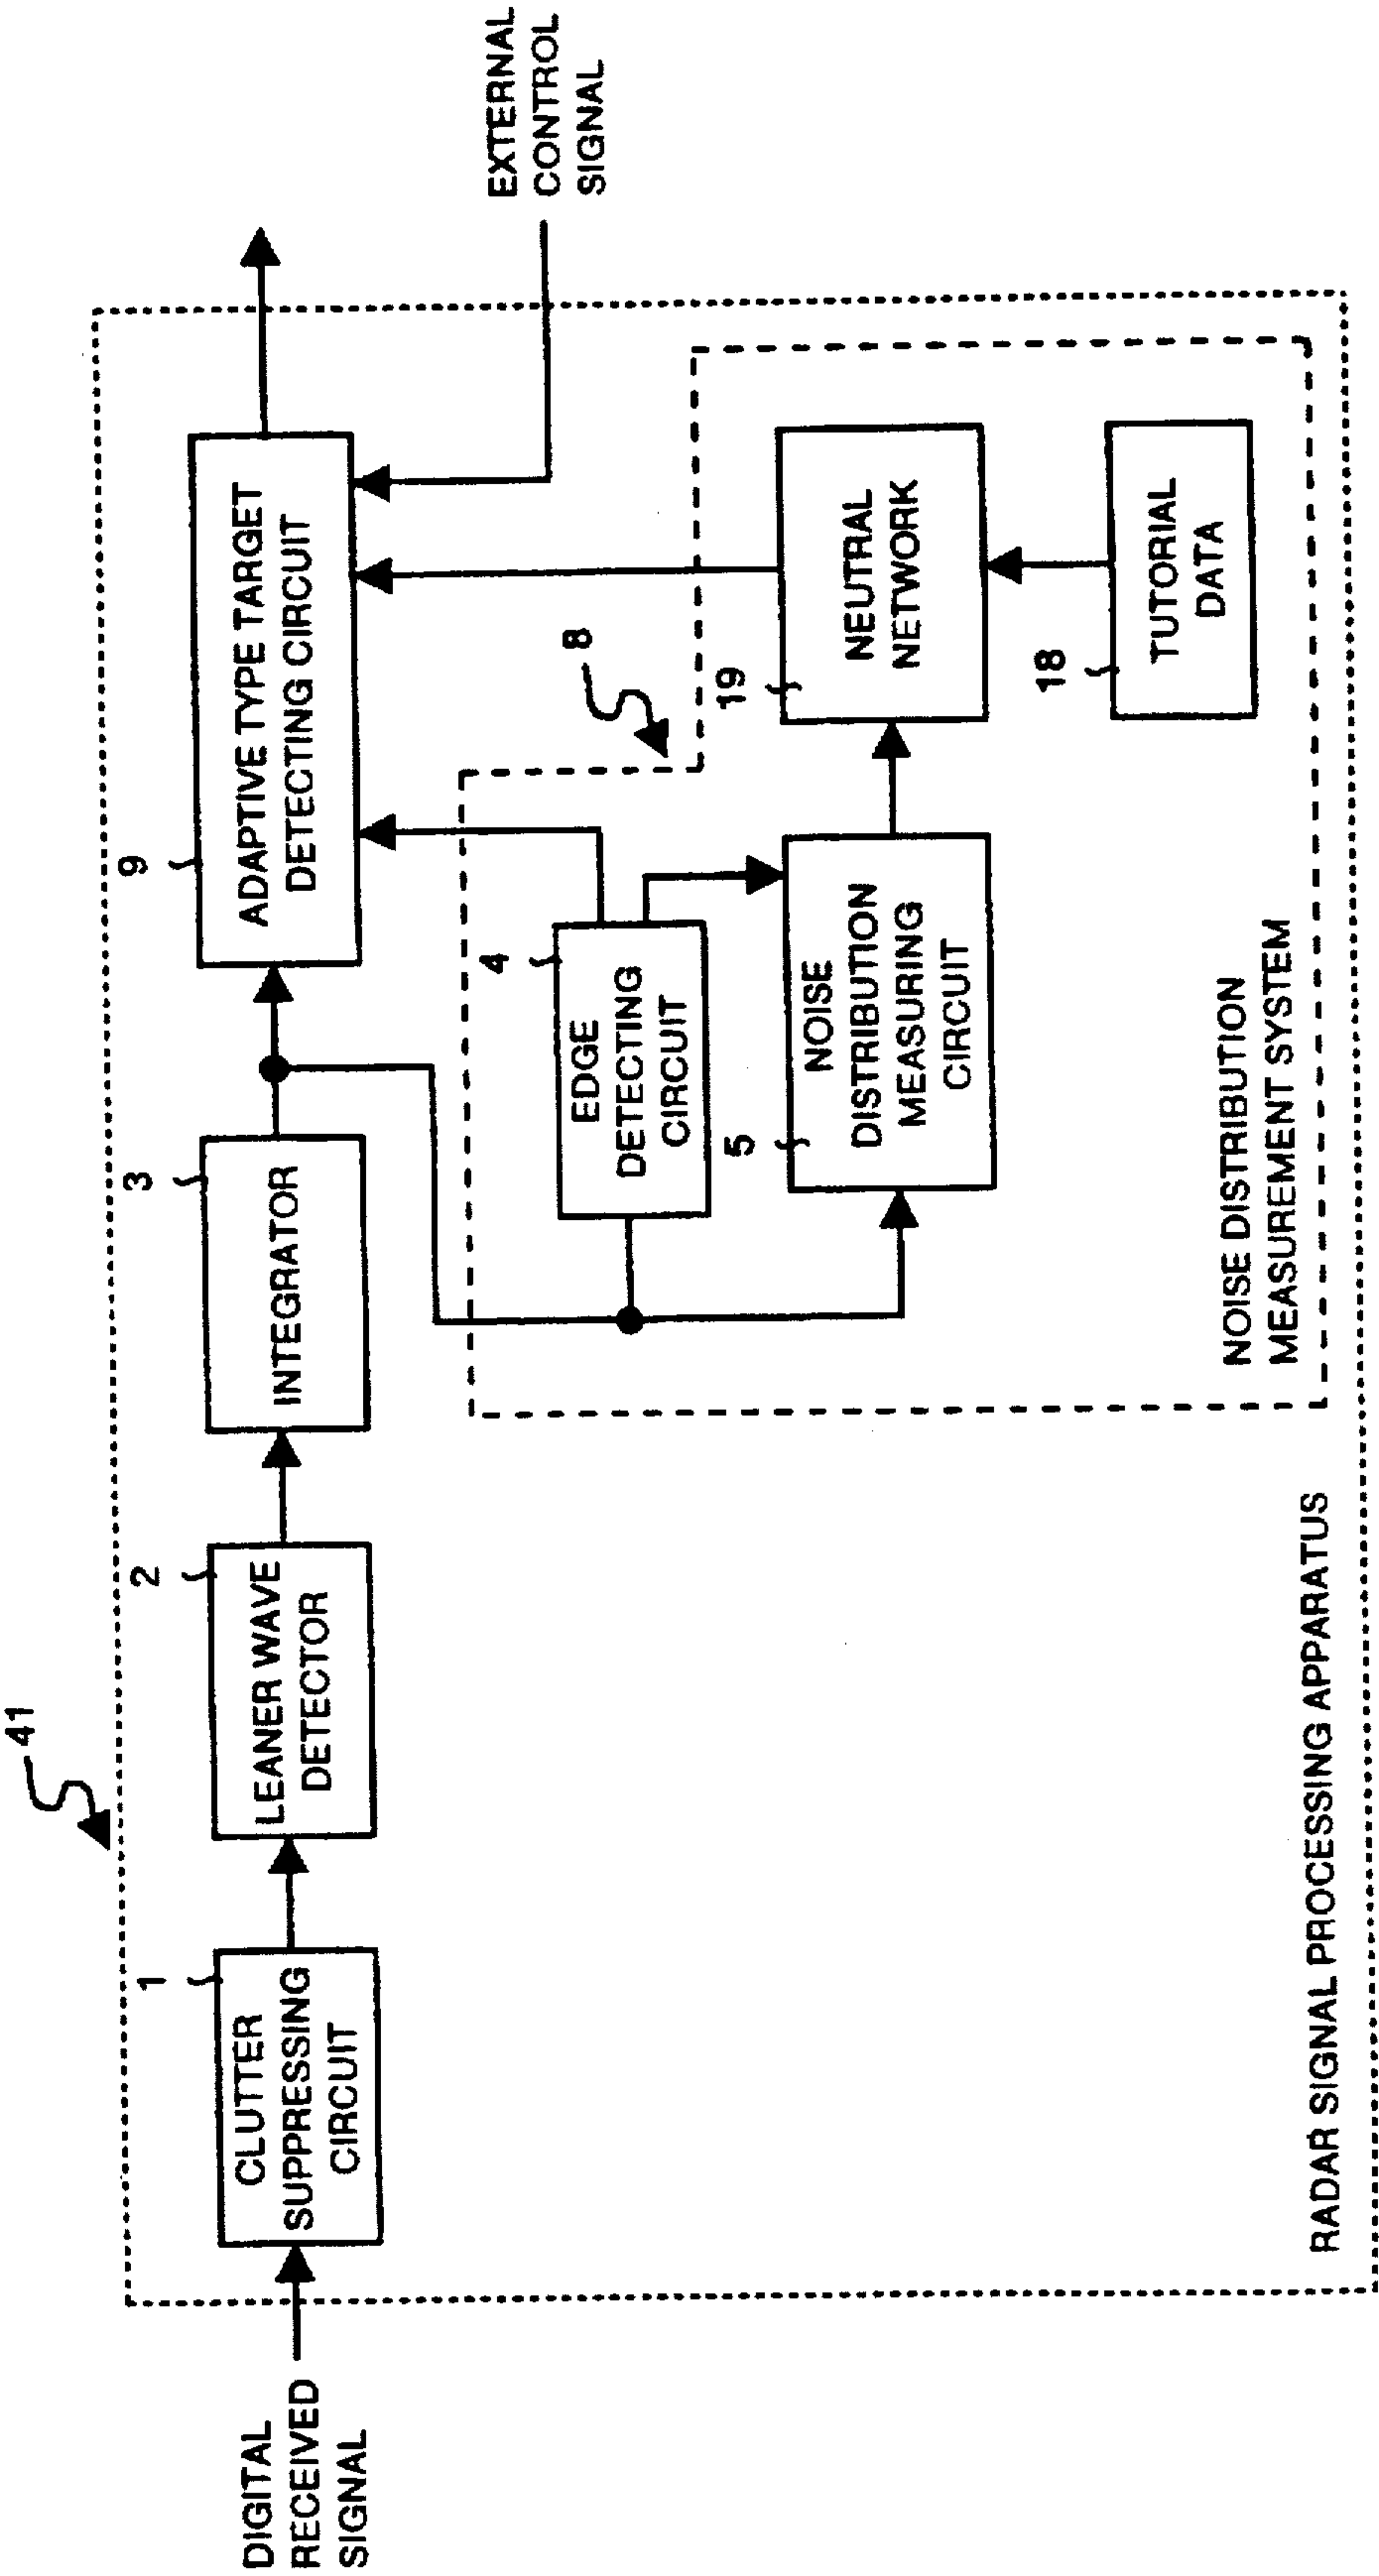 41
DIGITAL
RECEIVED
SIGNAL
1
CLUTTER
SUPPRESSING
CIRCUIT
2
LEANER WAVE
DETECTOR
3
INTEGRATOR
9
ADAPTIVE TYPE TARGET
DETECTING CIRCUIT
EXTERNAL
CONTROL
SIGNAL
8
4
EDGE
DETECTING
CIRCUIT
5
NOISE
DISTRIBUTION
MEASURING
CIRCUIT
19
NEUTRAL
NETWORK
18
TUTORIAL
DATA
NOISE DISTRIBUTION
MEASUREMENT SYSTEM
RADAR SIGNAL PROCESSING APPARATUS